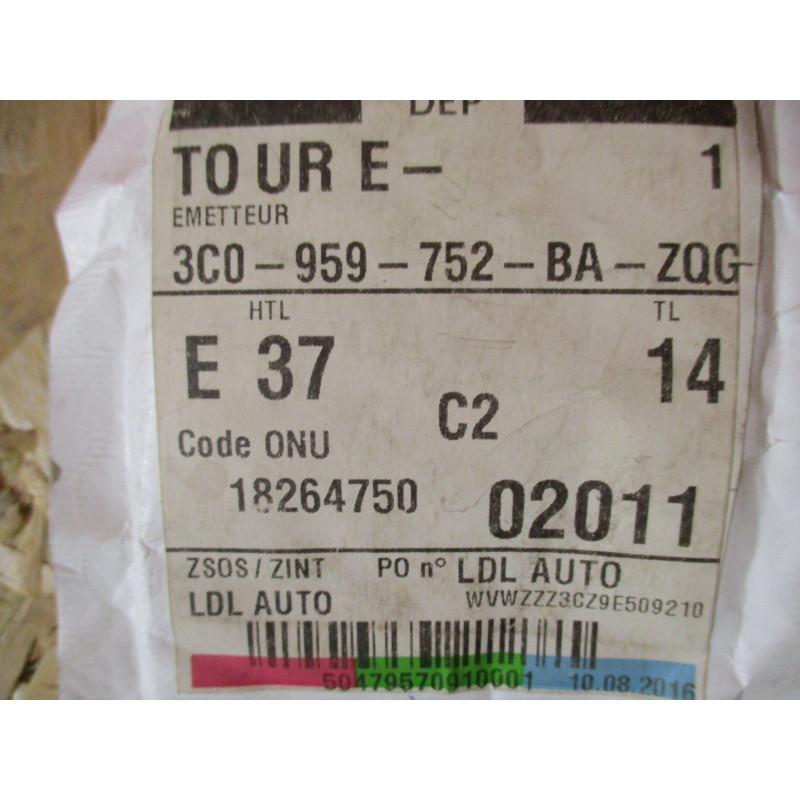 DEP
TO UR E- 1
EMETTEUR
3C0-959-752-BA-ZQG
HTL TL
E 37 14
C2
Code ONU
18264750 02011
ZSOS / ZINT PO n° LDL AUTO
LDL AUTO WVWZZZ3CZ9E509210
50479570910001 10.08.2016